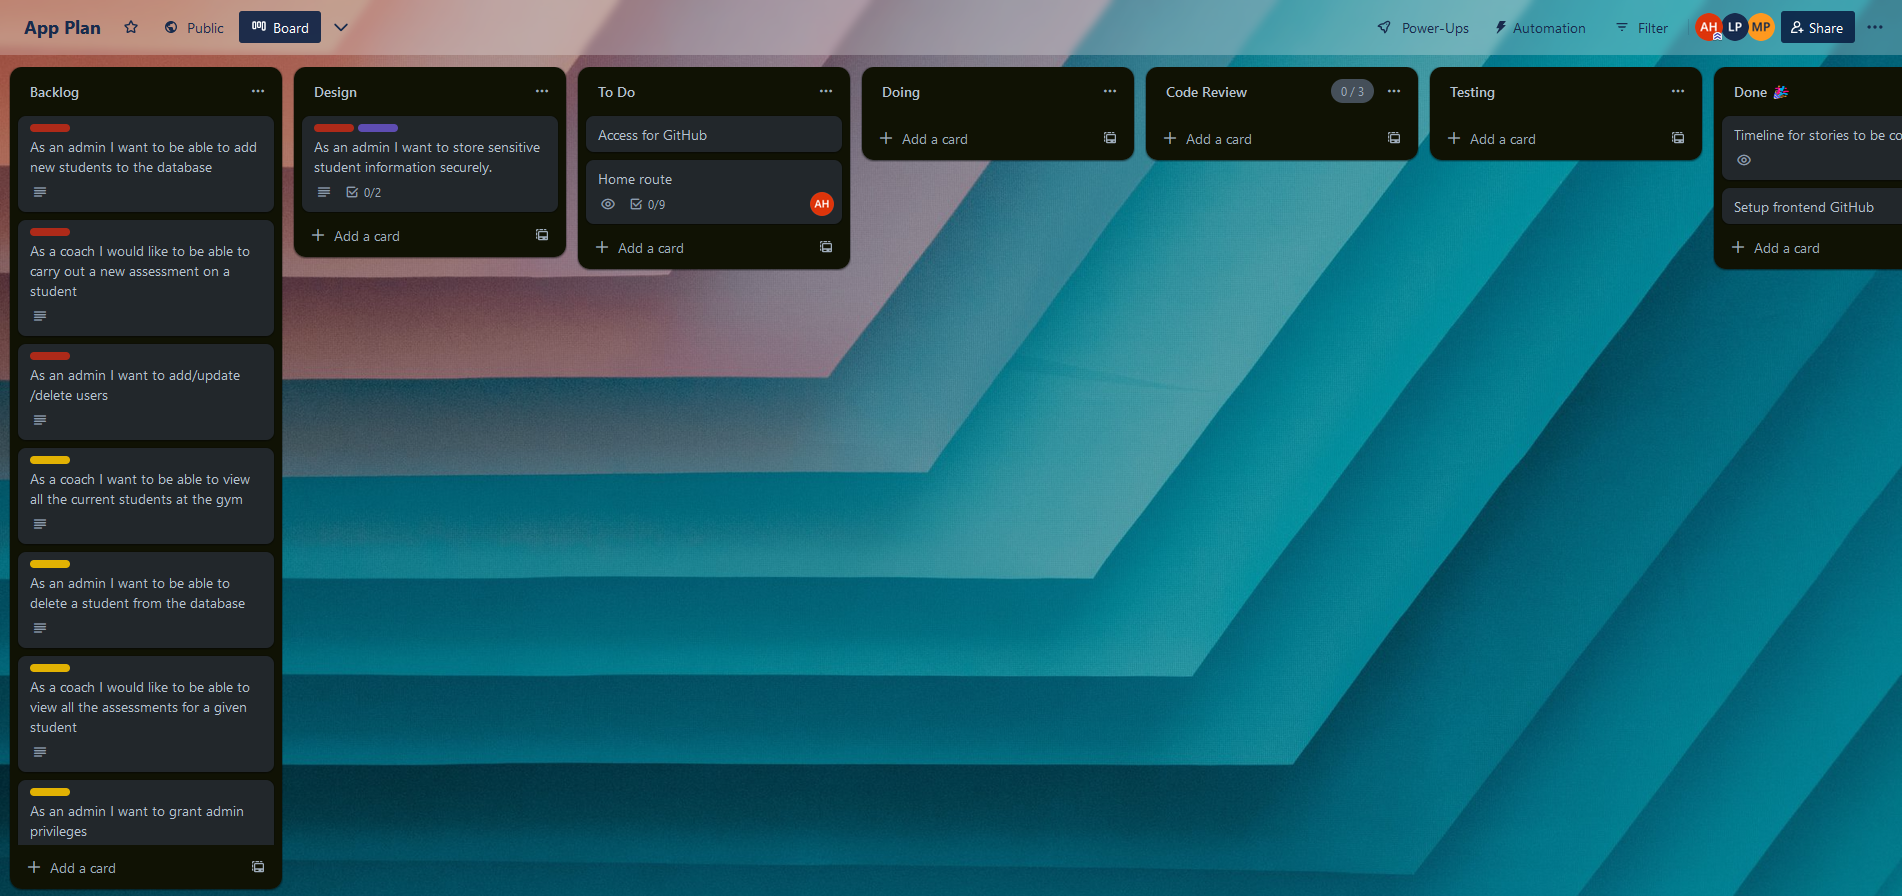 App Plan
Public
Board
Power-Ups
Automation
Filter
AH
LP
MP
Share
Backlog
As an admin I want to be able to add
new students to the database
As a coach I would like to be able to
carry out a new assessment on a
student
As an admin I want to add/update
/delete users
As a coach I want to be able to view
all the current students at the gym
As an admin I want to be able to
delete a student from the database
As a coach I would like to be able to
view all the assessments for a given
student
As an admin I want to grant admin
privileges
Add a card
Design
As an admin I want to store sensitive
student information securely.
0/2
Add a card
To Do
Access for GitHub
Home route
0/9
AH
Add a card
Doing
Add a card
Code Review
0 / 3
Add a card
Testing
Add a card
Done 🎉
Timeline for stories to be co
Setup frontend GitHub
Add a card